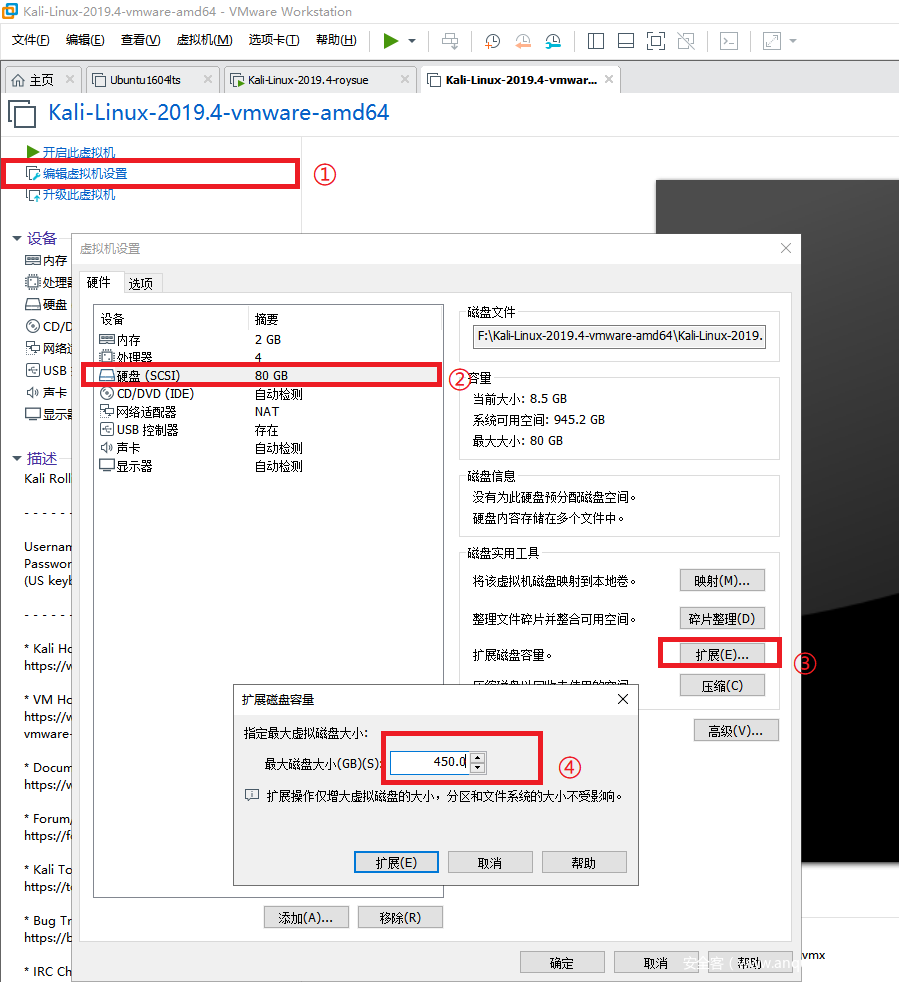 Kali-Linux-2019.4-vmware-amd64 - VMware Workstation
文件(F) 编辑(E) 查看(V) 虚拟机(M) 选项卡(T) 帮助(H)
主页 Ubuntu1604lts Kali-Linux-2019.4-roysue Kali-Linux-2019.4-vmwar...
Kali-Linux-2019.4-vmware-amd64
开启此虚拟机
编辑虚拟机设置 ①
升级此虚拟机
设备
内存
处理器
硬盘
CD/D
网络
USB
声卡
显示器
描述
Kali Roll
- - - - - -
Usernam
Passwor
(US keyb
- - - - - -
* Kali Ho
https://w
* VM Ho
https://w
vmware-
* Docum
https://w
* Forum/
https://fo
* Kali To
https://to
* Bug Tr
https://b
* IRC Ch
虚拟机设置
硬件 选项
设备 摘要
内存 2 GB
处理器 4
硬盘 (SCSI) 80 GB ②
CD/DVD (IDE) 自动检测
网络适配器 NAT
USB 控制器 存在
声卡 自动检测
显示器 自动检测
磁盘文件
F:\Kali-Linux-2019.4-vmware-amd64\Kali-Linux-2019.
容量
当前大小: 8.5 GB
系统可用空间: 945.2 GB
最大大小: 80 GB
磁盘信息
没有为此硬盘预分配磁盘空间。
硬盘内容存储在多个文件中。
磁盘实用工具
将该虚拟机磁盘映射到本地卷。 映射(M)...
整理文件碎片并整合可用空间。 碎片整理(D)
扩展磁盘容量。 扩展(E)... ③
压缩磁盘以回收未使用的空间 压缩(C)
高级(V)...
扩展磁盘容量
指定最大虚拟磁盘大小:
最大磁盘大小(GB)(S): 450.0 ④
扩展操作仅增大虚拟磁盘的大小，分区和文件系统的大小不受影响。
扩展(E) 取消 帮助
添加(A)... 移除(R)
确定 取消 帮助
安全客
.vmx